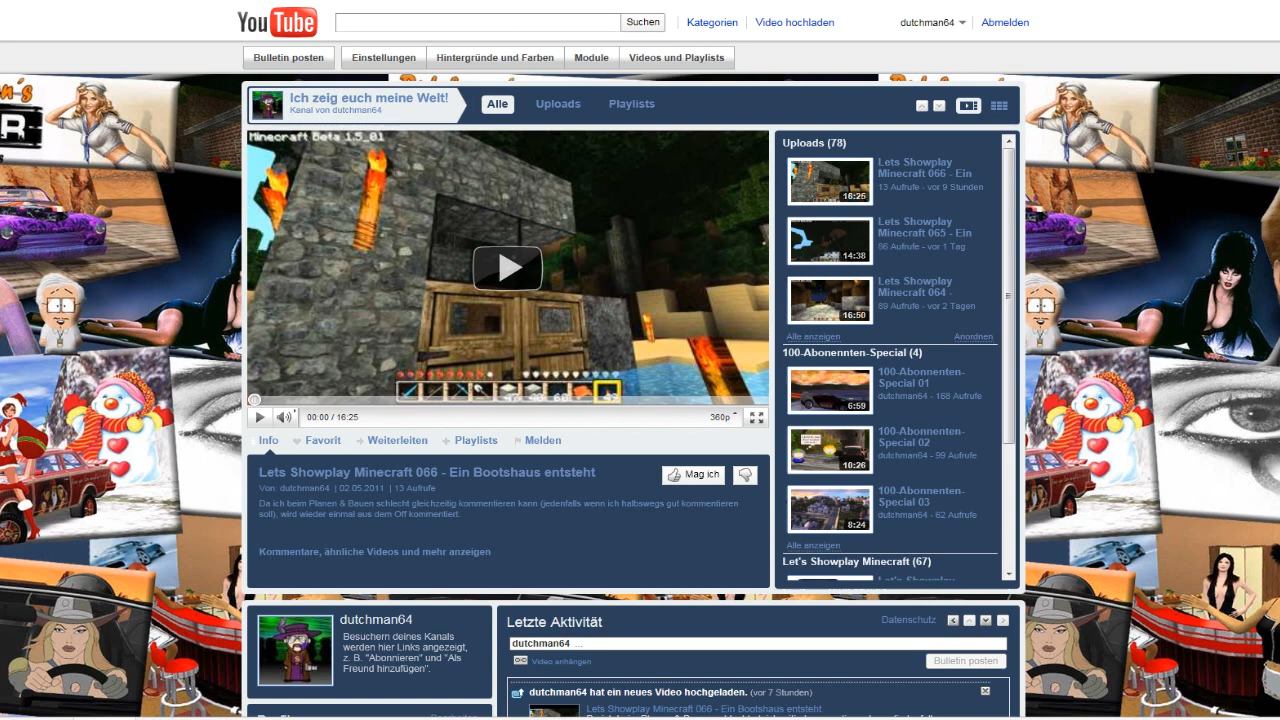 YouTube
Suchen
Kategorien
Video hochladen
dutchman64
Abmelden
Bulletin posten
Einstellungen
Hintergründe und Farben
Module
Videos und Playlists
Ich zeig euch meine Welt!
Kanal von dutchman64
Alle
Uploads
Playlists
Minecraft Beta 1.5_01
00:00 / 16:25
360p
Info
Favorit
Weiterleiten
Playlists
Melden
Lets Showplay Minecraft 066 - Ein Bootshaus entsteht
Von: dutchman64 | 02.05.2011 | 13 Aufrufe
Mag ich
Da ich beim Planen & Bauen schlecht gleichzeitig kommentieren kann (jedenfalls wenn ich halbswegs gut kommentieren
soll), wird wieder einmal aus dem Off kommentiert.
Kommentare, ähnliche Videos und mehr anzeigen
Uploads (78)
16:25
Lets Showplay
Minecraft 066 - Ein
13 Aufrufe - vor 9 Stunden
14:38
Lets Showplay
Minecraft 065 - Ein
86 Aufrufe - vor 1 Tag
16:50
Lets Showplay
Minecraft 064 -
89 Aufrufe - vor 2 Tagen
Alle anzeigen
Anordnen
100-Abonennten-Special (4)
6:59
100-Abonnenten-
Special 01
dutchman64 - 168 Aufrufe
10:26
100-Abonnenten-
Special 02
dutchman64 - 99 Aufrufe
8:24
100-Abonnenten-
Special 03
dutchman64 - 62 Aufrufe
Alle anzeigen
Let's Showplay Minecraft (67)
Let's Showplay
dutchman64
Besuchern deines Kanals
werden hier Links angezeigt,
z. B. "Abonnieren" und "Als
Freund hinzufügen".
Letzte Aktivität
Datenschutz
dutchman64 ...
Video anhängen
Bulletin posten
dutchman64 hat ein neues Video hochgeladen. (vor 7 Stunden)
Lets Showplay Minecraft 066 - Ein Bootshaus entsteht